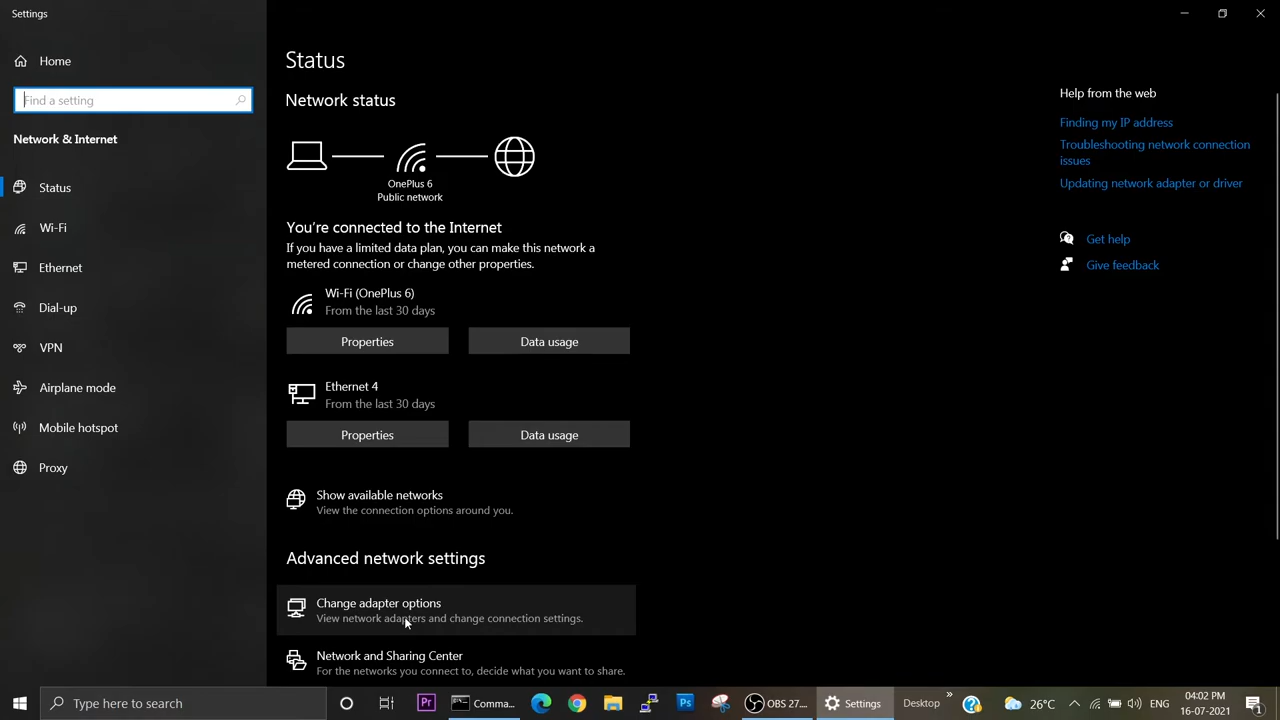 Settings
Home
Find a setting
Network & Internet
Status
Wi-Fi
Ethernet
Dial-up
VPN
Airplane mode
Mobile hotspot
Proxy
Status
Network status
OnePlus 6
Public network
You're connected to the Internet
If you have a limited data plan, you can make this network a
metered connection or change other properties.
Wi-Fi (OnePlus 6)
From the last 30 days
Properties
Data usage
Ethernet 4
From the last 30 days
Properties
Data usage
Show available networks
View the connection options around you.
Advanced network settings
Change adapter options
View network adapters and change connection settings.
Network and Sharing Center
For the networks you connect to, decide what you want to share.
Help from the web
Finding my IP address
Troubleshooting network connection
issues
Updating network adapter or driver
Get help
Give feedback
Type here to search
Pr
Comma...
Ps
OBS 27....
Settings
Desktop
26°C
ENG
04:02 PM
16-07-2021
1